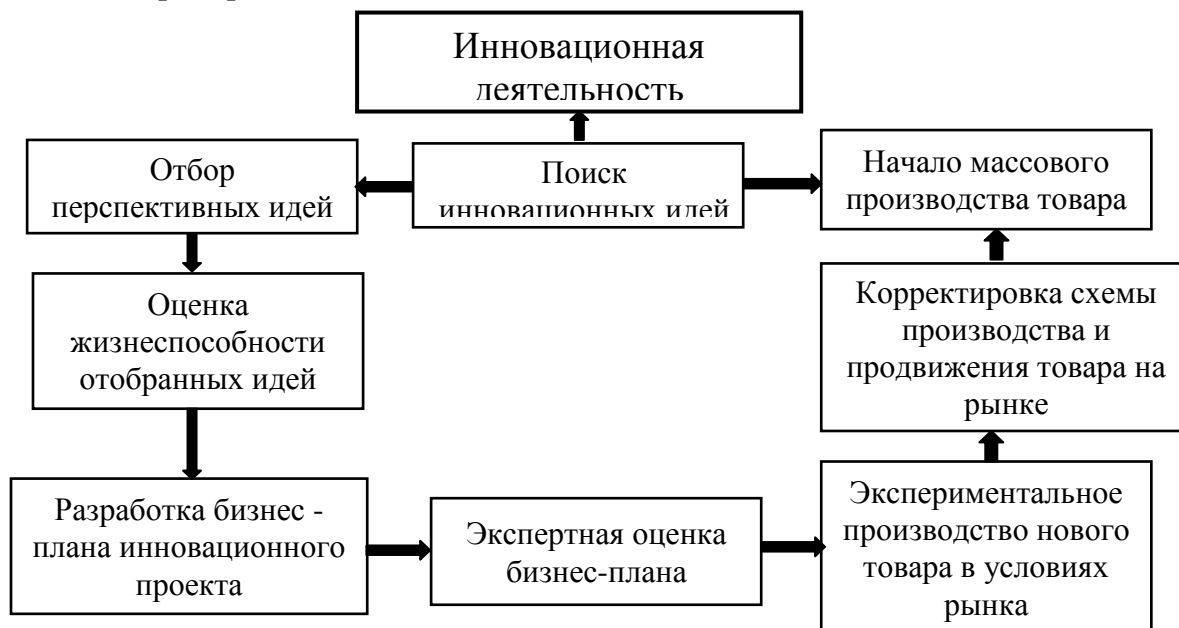 Инновационная
деятельность
Отбор
перспективных идей
Поиск
инновационных идей
Начало массового
производства товара
Оценка
жизнеспособности
отобранных идей
Корректировка схемы
производства и
продвижения товара на
рынке
Разработка бизнес -
плана инновационного
проекта
Экспертная оценка
бизнес-плана
Экспериментальное
производство нового
товара в условиях
рынка